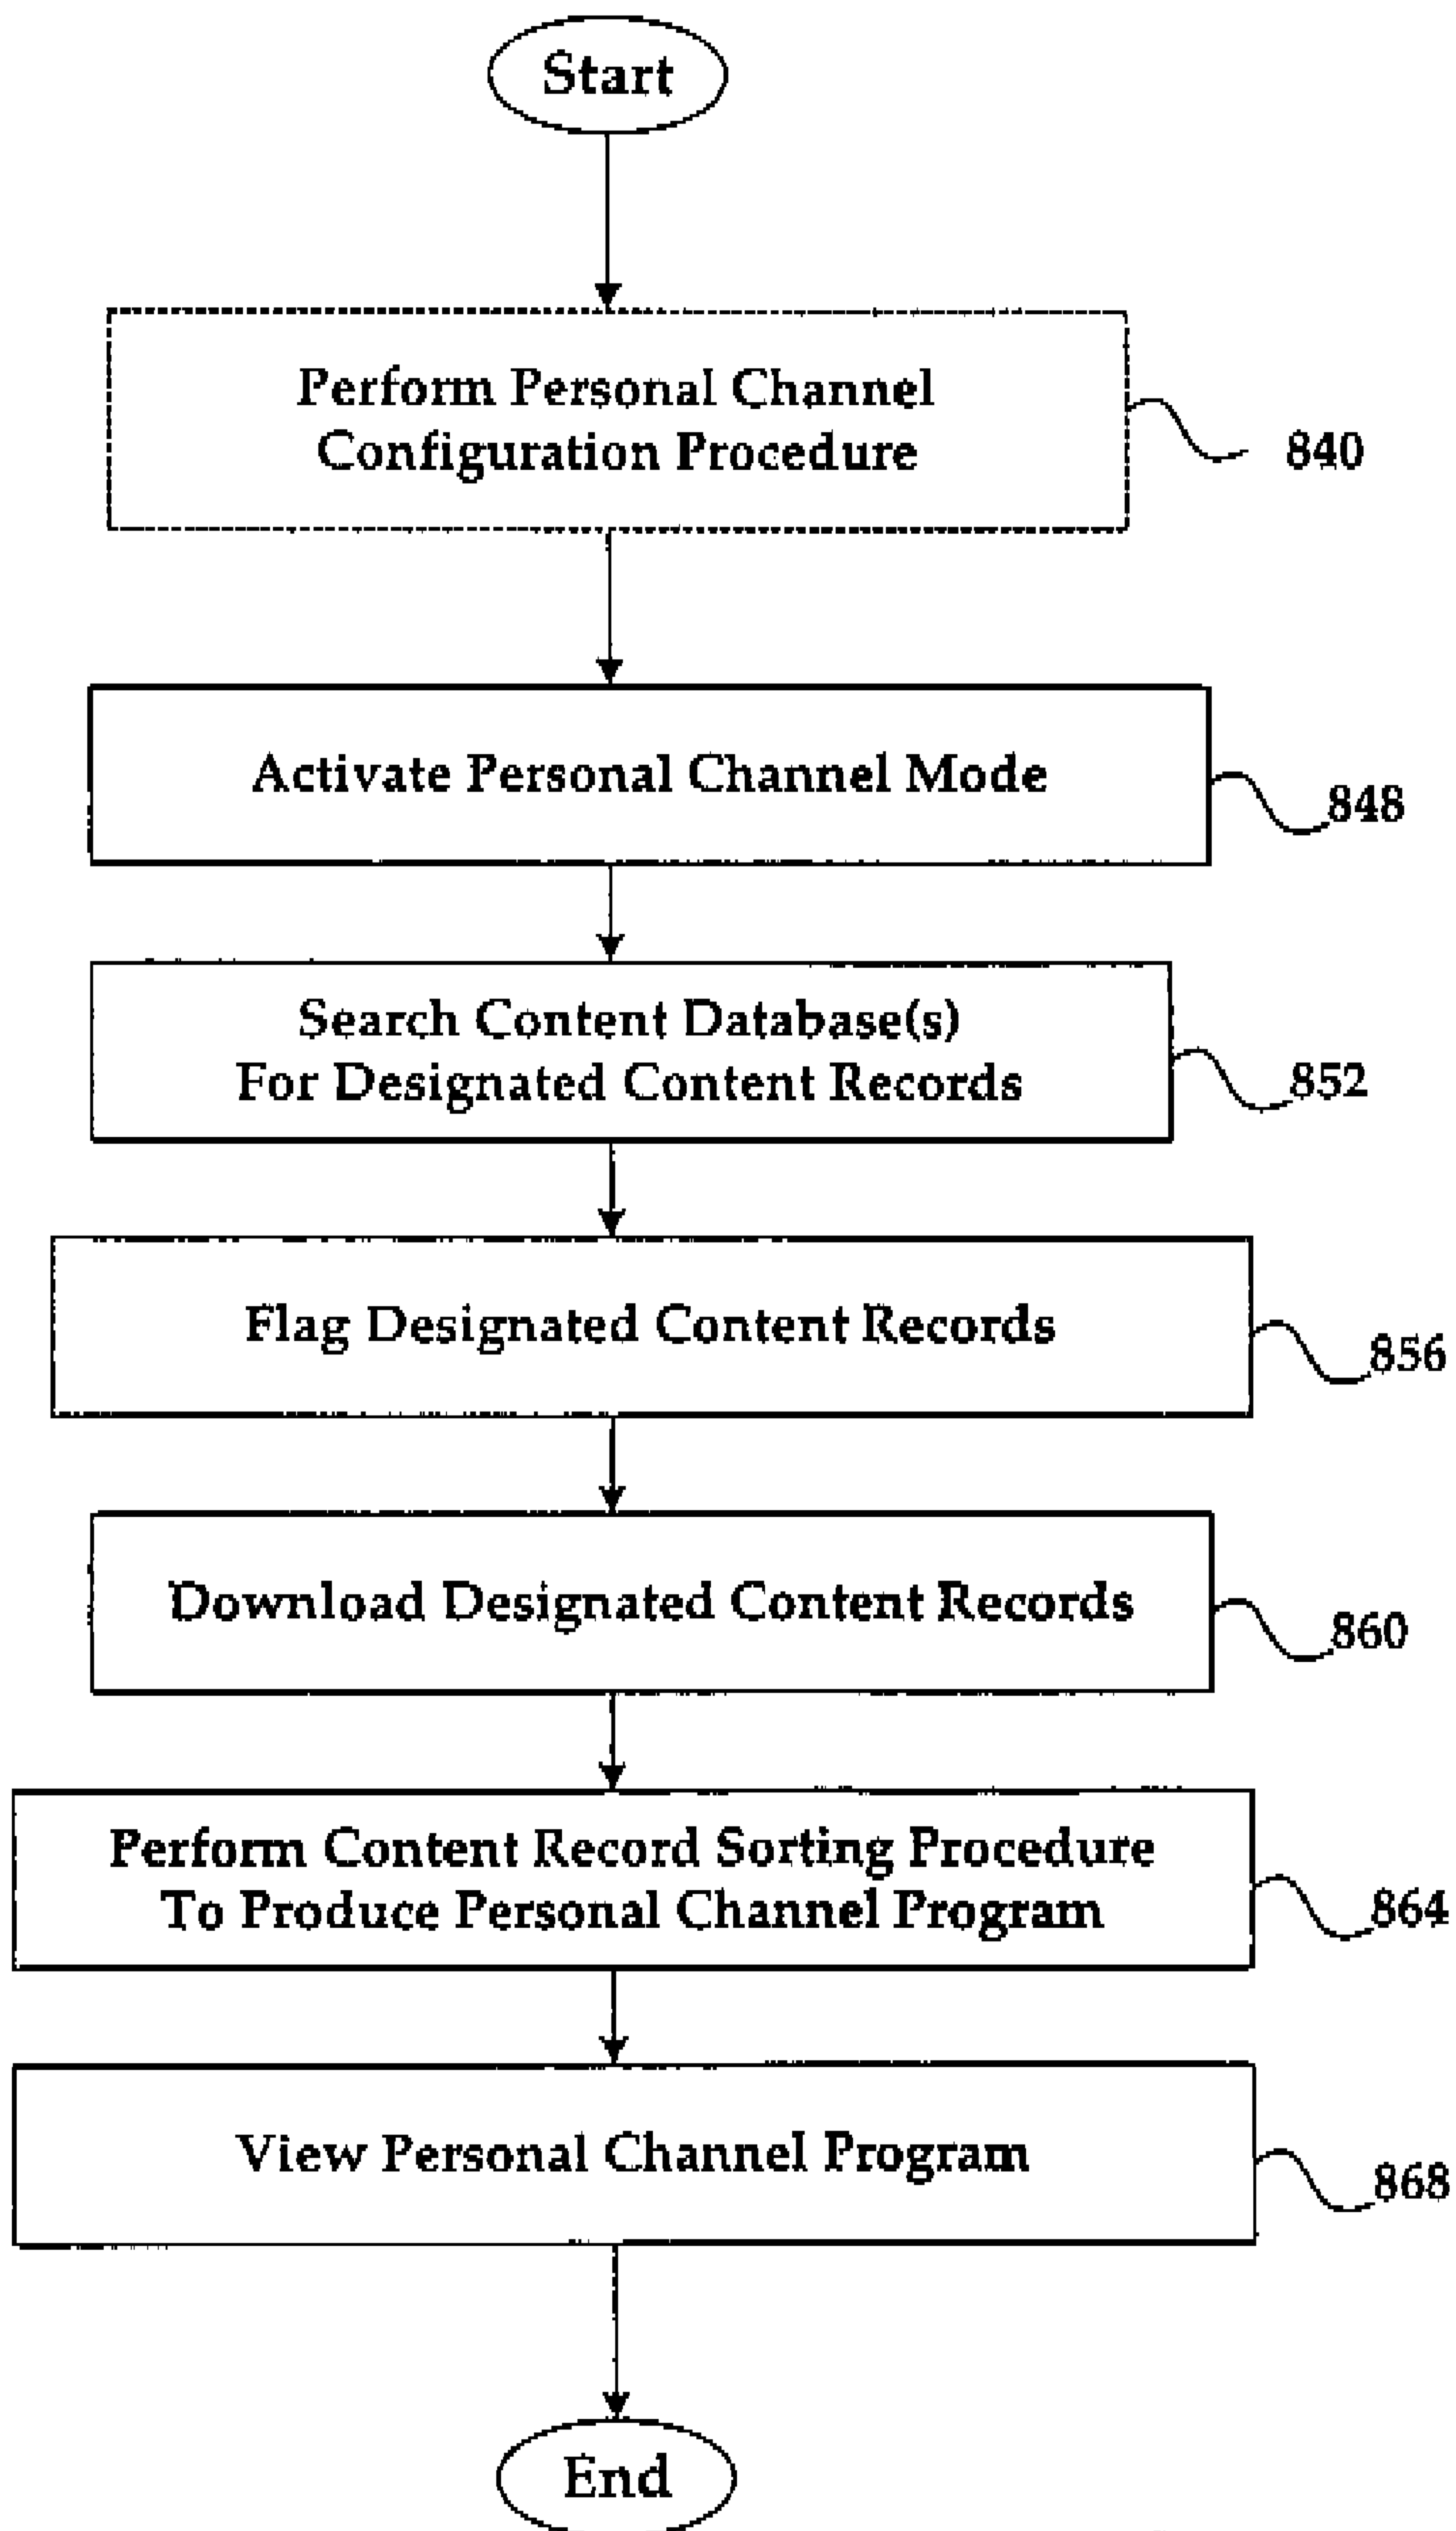 Start
Perform Personal Channel
Configuration Procedure
840
Activate Personal Channel Mode
848
Search Content Database(s)
For Designated Content Records
852
Flag Designated Content Records
856
Download Designated Content Records
860
Perform Content Record Sorting Procedure
To Produce Personal Channel Program
864
View Personal Channel Program
868
End